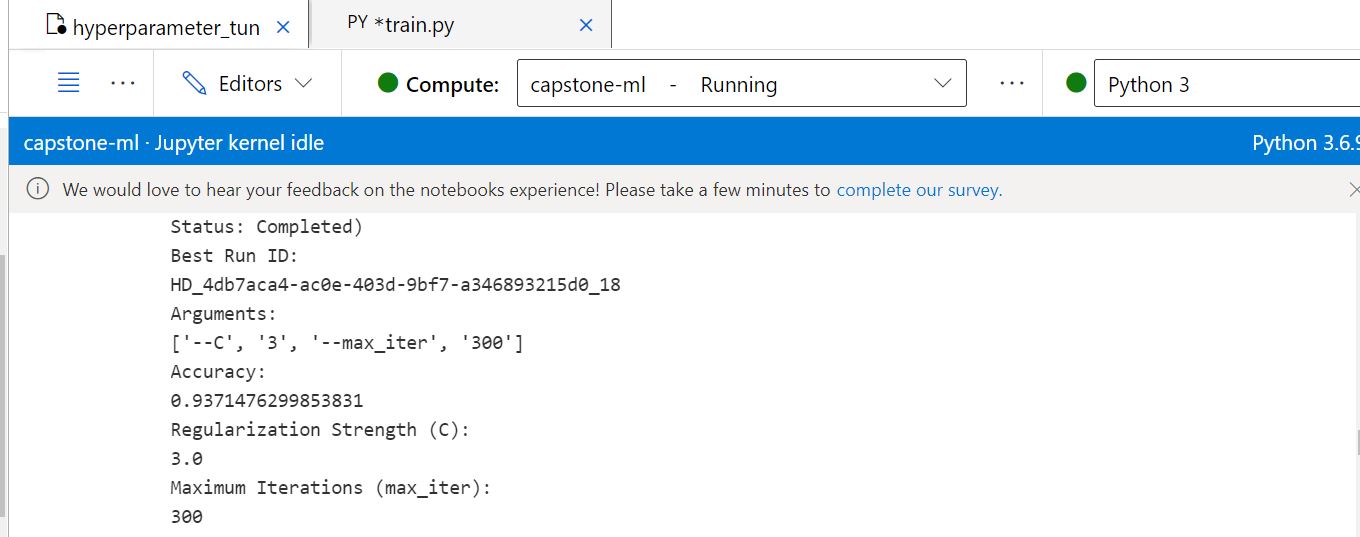 hyperparameter_tun
PY *train.py
Editors
Compute: capstone-ml - Running
Python 3
capstone-ml · Jupyter kernel idle
Python 3.6.9
We would love to hear your feedback on the notebooks experience! Please take a few minutes to complete our survey.
Status: Completed)
Best Run ID:
HD_4db7aca4-ac0e-403d-9bf7-a346893215d0_18
Arguments:
['--C', '3', '--max_iter', '300']
Accuracy:
0.9371476299853831
Regularization Strength (C):
3.0
Maximum Iterations (max_iter):
300